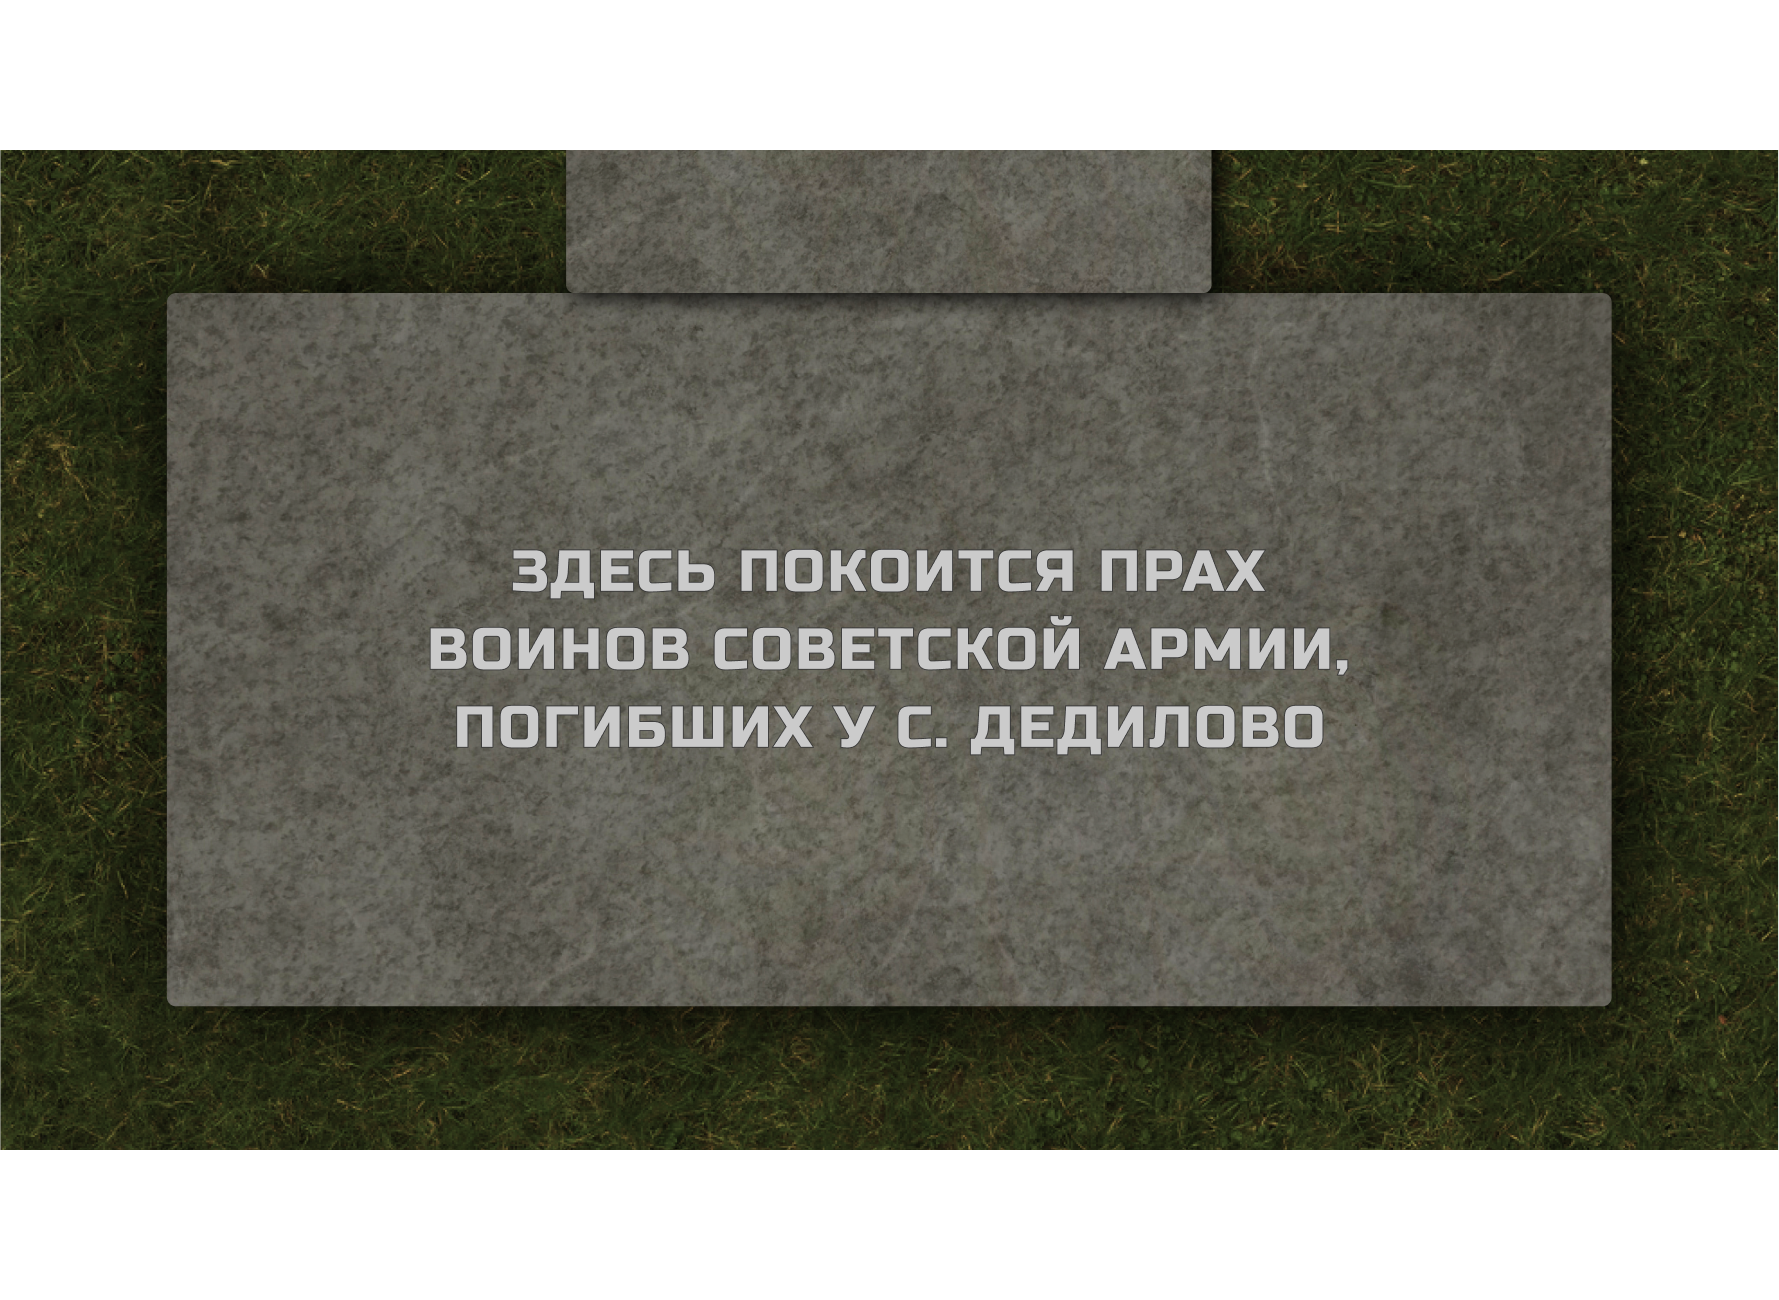 ЗДЕСЬ ПОКОИТСЯ ПРАХ
ВОИНОВ СОВЕТСКОЙ АРМИИ,
ПОГИБШИХ У С. ДЕДИЛОВО